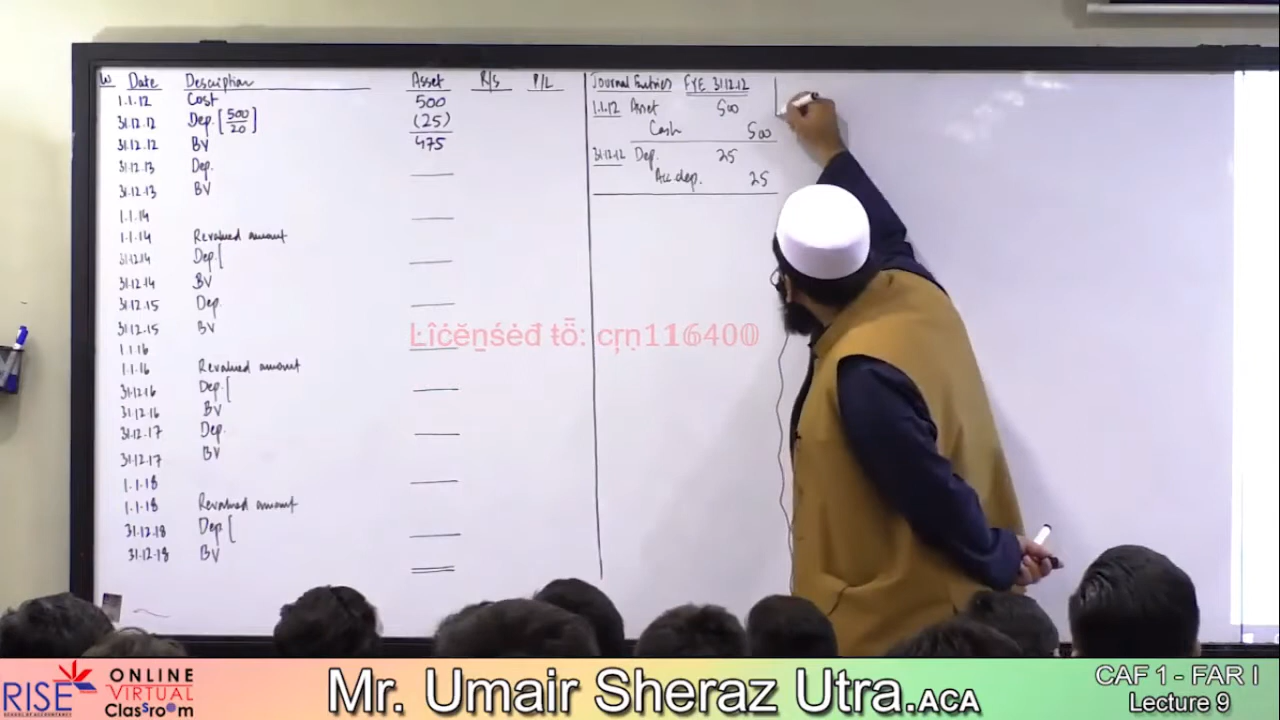 W Date Description Asset R/S P/L
1.1.12 Cost 500
31.12.12 Dep. [500/20] (25)
31.12.12 BV 475
31.12.13 Dep.
31.12.13 BV
1.1.14
1.1.14 Revalued amount
31.12.14 Dep [
31.12.14 BV
31.12.15 Dep.
31.12.15 BV
1.1.16
1.1.16 Revalued amount
31.12.16 Dep. [
31.12.16 BV
31.12.17 Dep.
31.12.17 BV
1.1.18
1.1.18 Revalued amount
31.12.18 Dep [
31.12.18 BV
Journal Entries FYE 31.12.12
1.1.12 Asset 500
Cash 500
31.12.12 Dep. 25
Acc.dep. 25
Ŀîċëṉśėđ ŧȬ: cŗṇ116400
RISE
SCHOOL OF ACCOUNTANCY
ONLINE
VIRTUAL
ClasSroom
Mr. Umair Sheraz Utra.ACA
CAF 1 - FAR I
Lecture 9